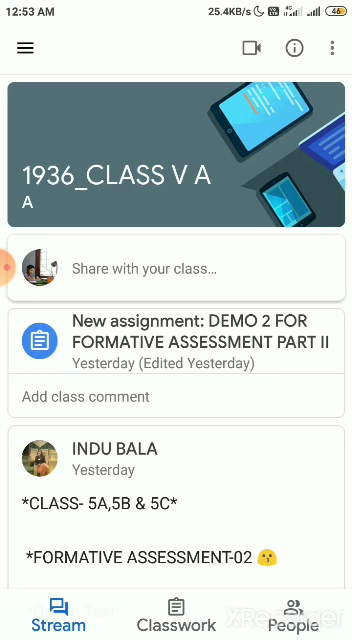 12:53 AM
25.4KB/s
4G
46
1936_CLASS V A
A
Share with your class...
New assignment: DEMO 2 FOR
FORMATIVE ASSESSMENT PART II
Yesterday (Edited Yesterday)
Add class comment
INDU BALA
Yesterday
*CLASS- 5A,5B & 5C*
*FORMATIVE ASSESSMENT-02 😗
Stream
Classwork
People
XRecorder